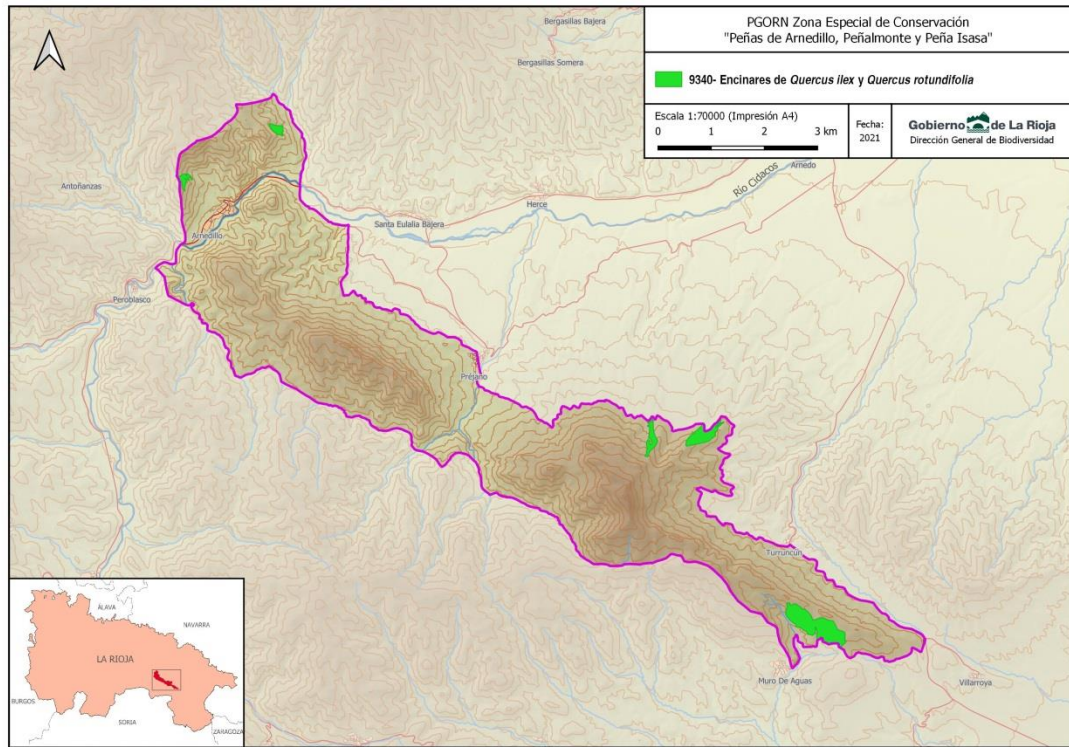 PGORN Zona Especial de Conservación
"Peñas de Arnedillo, Peñalmonte y Peña Isasa"
9340- Encinares de Quercus ilex y Quercus rotundifolia
Escala 1:70000 (Impresión A4)
0 1 2 3 km
Fecha:
2021
Gobierno de La Rioja
Dirección General de Biodiversidad
Bergasillas Bajera
Bergasillas Somera
Arnedo
Río Cidacos
Antoñanzas
Herce
Santa Eulalia Bajera
Arnedillo
Peroblasco
Préjano
Turruncún
Muro De Aguas
Villarroya
ÁLAVA
NAVARRA
LA RIOJA
BURGOS
SORIA
ZARAGOZA